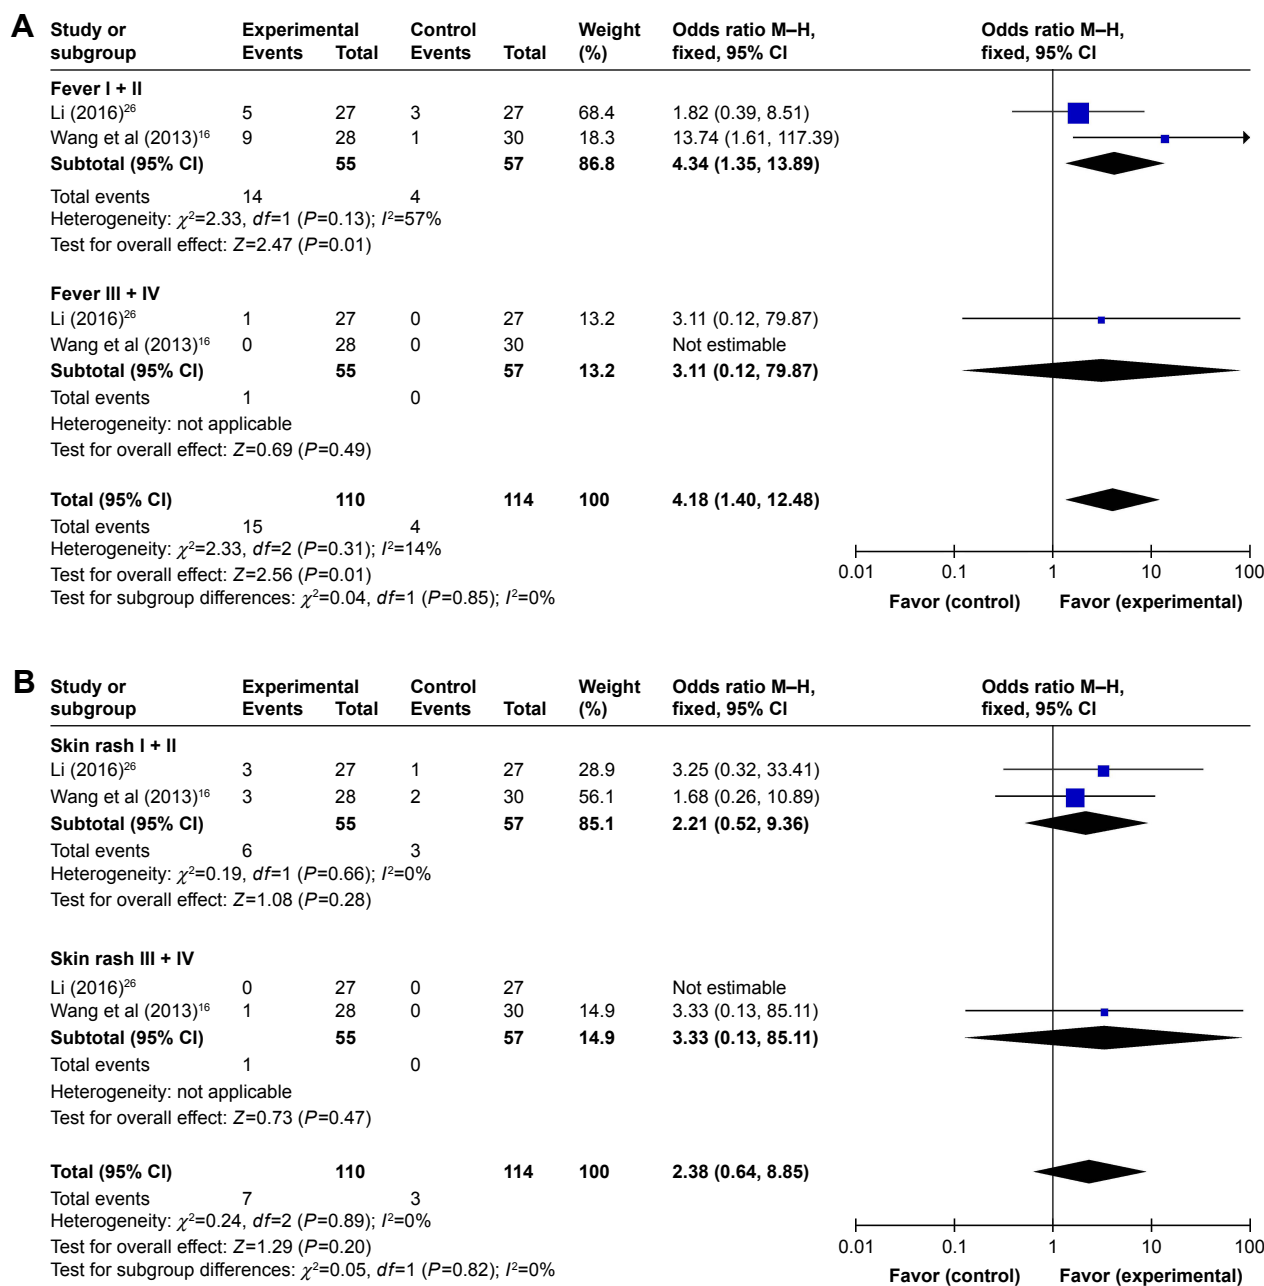 A
Study or Experimental Control Weight Odds ratio M–H, Odds ratio M–H,
subgroup Events Total Events Total (%) fixed, 95% CI fixed, 95% CI
Fever I + II
Li (2016)26 5 27 3 27 68.4 1.82 (0.39, 8.51)
Wang et al (2013)16 9 28 1 30 18.3 13.74 (1.61, 117.39)
Subtotal (95% CI) 55 57 86.8 4.34 (1.35, 13.89)
Total events 14 4
Heterogeneity: χ2=2.33, df=1 (P=0.13); I2=57%
Test for overall effect: Z=2.47 (P=0.01)
Fever III + IV
Li (2016)26 1 27 0 27 13.2 3.11 (0.12, 79.87)
Wang et al (2013)16 0 28 0 30 Not estimable
Subtotal (95% CI) 55 57 13.2 3.11 (0.12, 79.87)
Total events 1 0
Heterogeneity: not applicable
Test for overall effect: Z=0.69 (P=0.49)
Total (95% CI) 110 114 100 4.18 (1.40, 12.48)
Total events 15 4
Heterogeneity: χ2=2.33, df=2 (P=0.31); I2=14%
Test for overall effect: Z=2.56 (P=0.01)
Test for subgroup differences: χ2=0.04, df=1 (P=0.85); I2=0%
0.01 0.1 1 10 100
Favor (control) Favor (experimental)
B
Study or Experimental Control Weight Odds ratio M–H, Odds ratio M–H,
subgroup Events Total Events Total (%) fixed, 95% CI fixed, 95% CI
Skin rash I + II
Li (2016)26 3 27 1 27 28.9 3.25 (0.32, 33.41)
Wang et al (2013)16 3 28 2 30 56.1 1.68 (0.26, 10.89)
Subtotal (95% CI) 55 57 85.1 2.21 (0.52, 9.36)
Total events 6 3
Heterogeneity: χ2=0.19, df=1 (P=0.66); I2=0%
Test for overall effect: Z=1.08 (P=0.28)
Skin rash III + IV
Li (2016)26 0 27 0 27 Not estimable
Wang et al (2013)16 1 28 0 30 14.9 3.33 (0.13, 85.11)
Subtotal (95% CI) 55 57 14.9 3.33 (0.13, 85.11)
Total events 1 0
Heterogeneity: not applicable
Test for overall effect: Z=0.73 (P=0.47)
Total (95% CI) 110 114 100 2.38 (0.64, 8.85)
Total events 7 3
Heterogeneity: χ2=0.24, df=2 (P=0.89); I2=0%
Test for overall effect: Z=1.29 (P=0.20)
Test for subgroup differences: χ2=0.05, df=1 (P=0.82); I2=0%
0.01 0.1 1 10 100
Favor (control) Favor (experimental)